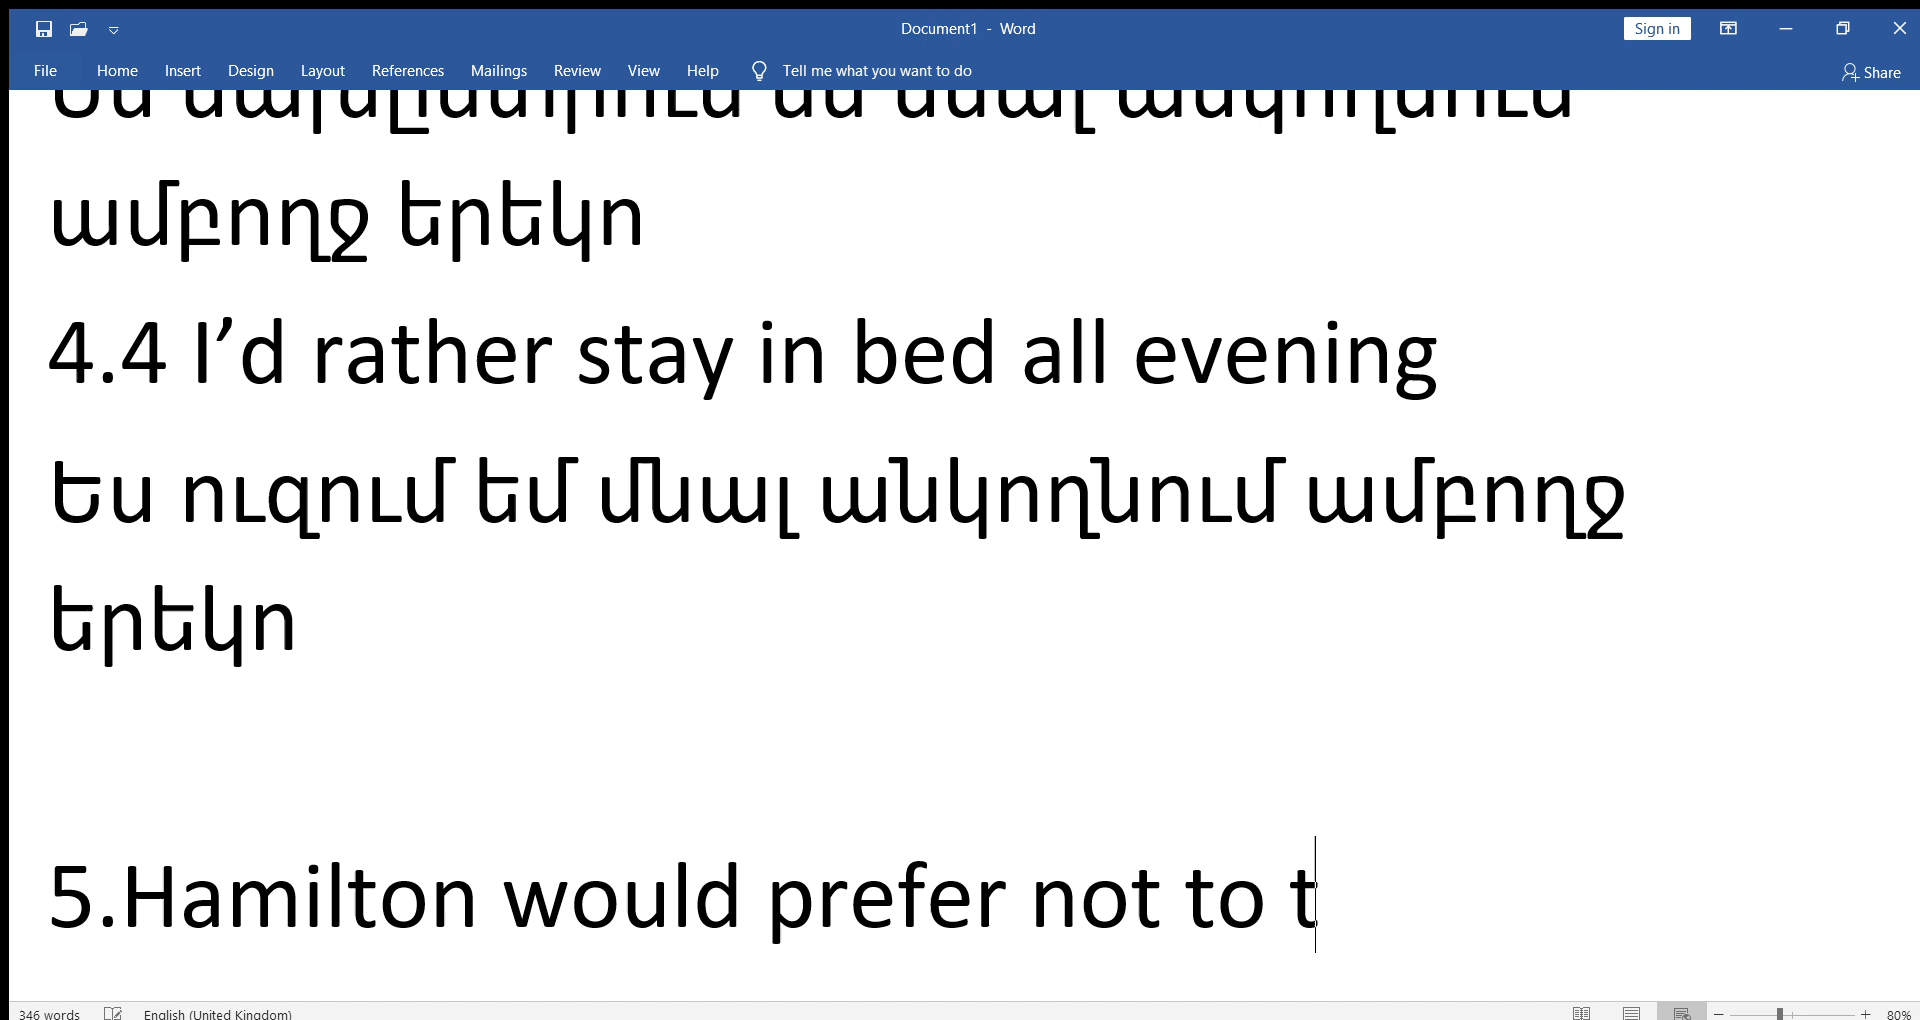 Document1 - Word
Sign in
File Home Insert Design Layout References Mailings Review View Help Tell me what you want to do
Share
ամբողջ երեկո
4.4 I’d rather stay in bed all evening
Ես ուզում եմ մնալ անկողնում ամբողջ
երեկո
5.Hamilton would prefer not to t
346 words English (United Kingdom) 80%